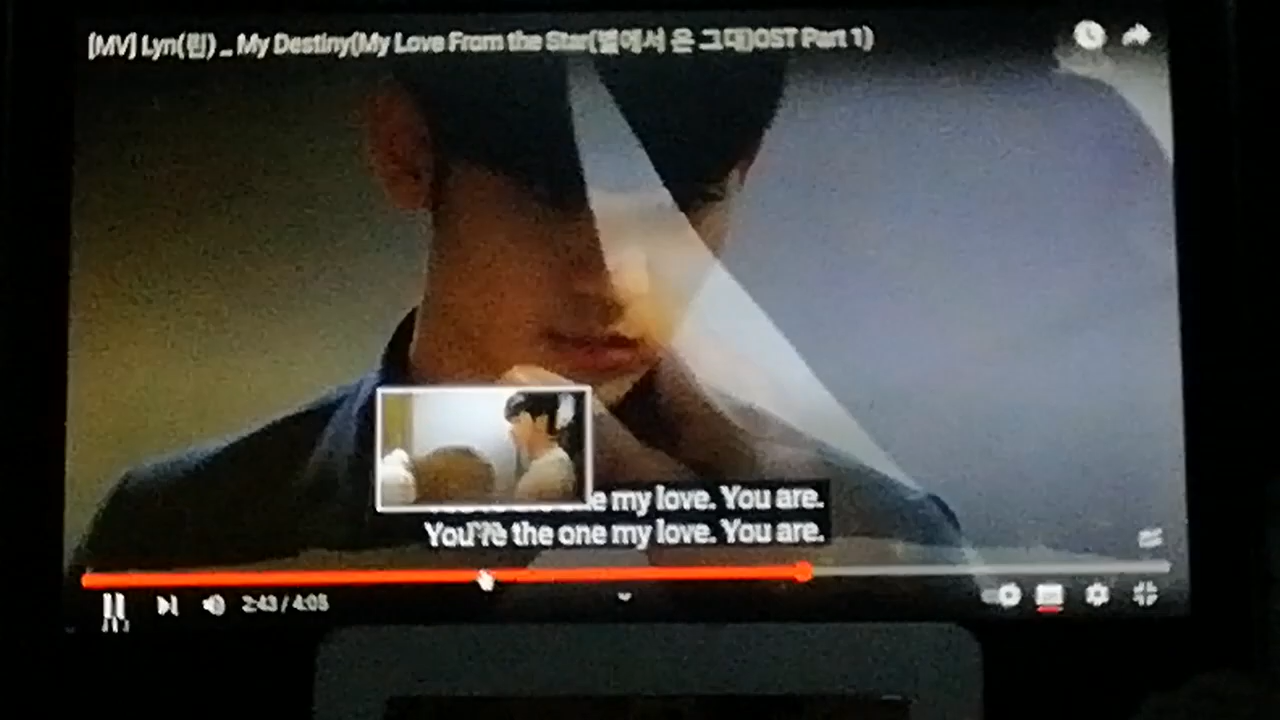 [MV] Lyn(린) _ My Destiny(My Love From the Star(별에서 온 그대)OST Part 1)
e my love. You are.
You're the one my love. You are.
2:43 / 4:05